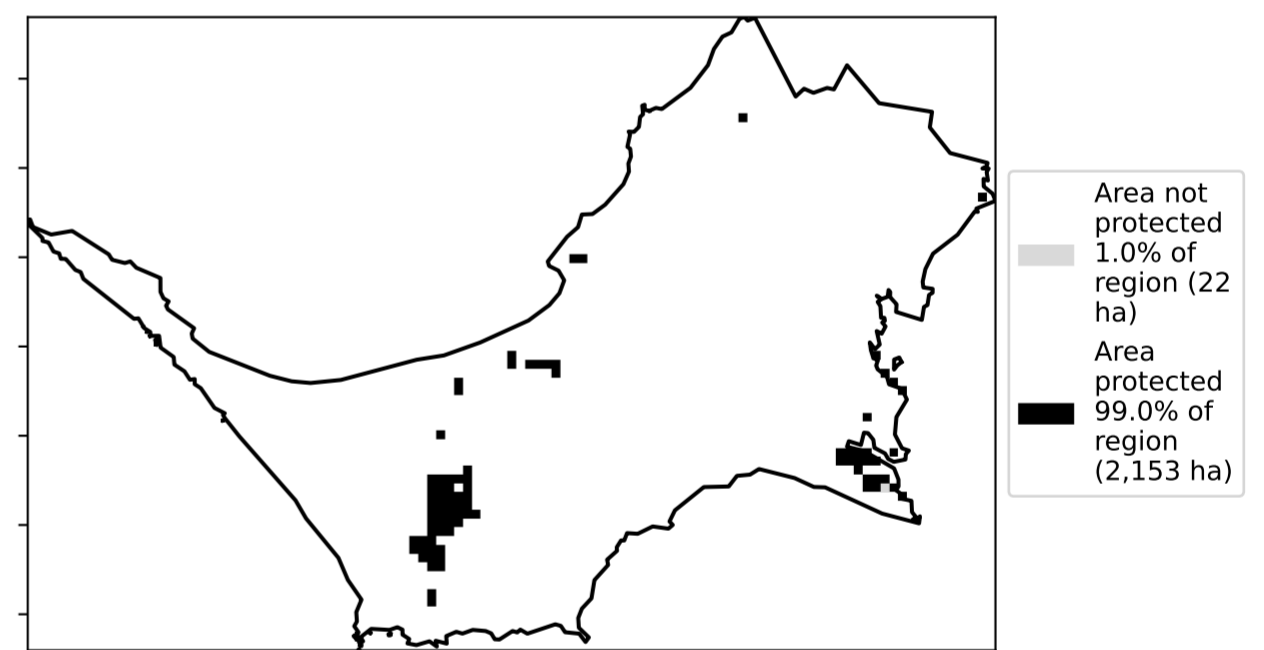 Area not
protected
1.0% of
region (22
ha)
Area
protected
99.0% of
region
(2,153 ha)